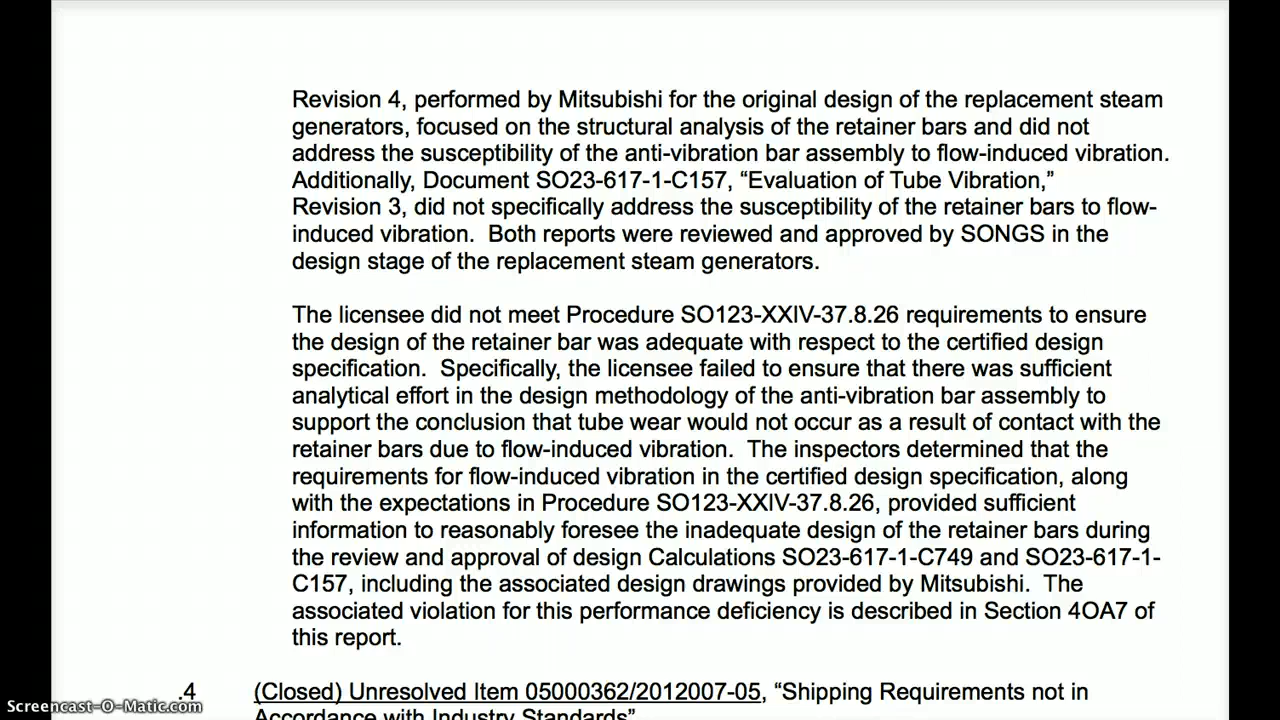 Revision 4, performed by Mitsubishi for the original design of the replacement steam
generators, focused on the structural analysis of the retainer bars and did not
address the susceptibility of the anti-vibration bar assembly to flow-induced vibration.
Additionally, Document SO23-617-1-C157, “Evaluation of Tube Vibration,”
Revision 3, did not specifically address the susceptibility of the retainer bars to flow-
induced vibration.  Both reports were reviewed and approved by SONGS in the
design stage of the replacement steam generators.
The licensee did not meet Procedure SO123-XXIV-37.8.26 requirements to ensure
the design of the retainer bar was adequate with respect to the certified design
specification.  Specifically, the licensee failed to ensure that there was sufficient
analytical effort in the design methodology of the anti-vibration bar assembly to
support the conclusion that tube wear would not occur as a result of contact with the
retainer bars due to flow-induced vibration.  The inspectors determined that the
requirements for flow-induced vibration in the certified design specification, along
with the expectations in Procedure SO123-XXIV-37.8.26, provided sufficient
information to reasonably foresee the inadequate design of the retainer bars during
the review and approval of design Calculations SO23-617-1-C749 and SO23-617-1-
C157, including the associated design drawings provided by Mitsubishi.  The
associated violation for this performance deficiency is described in Section 4OA7 of
this report.
.4 (Closed) Unresolved Item 05000362/2012007-05, “Shipping Requirements not in
Accordance with Industry Standards”
Screencast-O-Matic.com